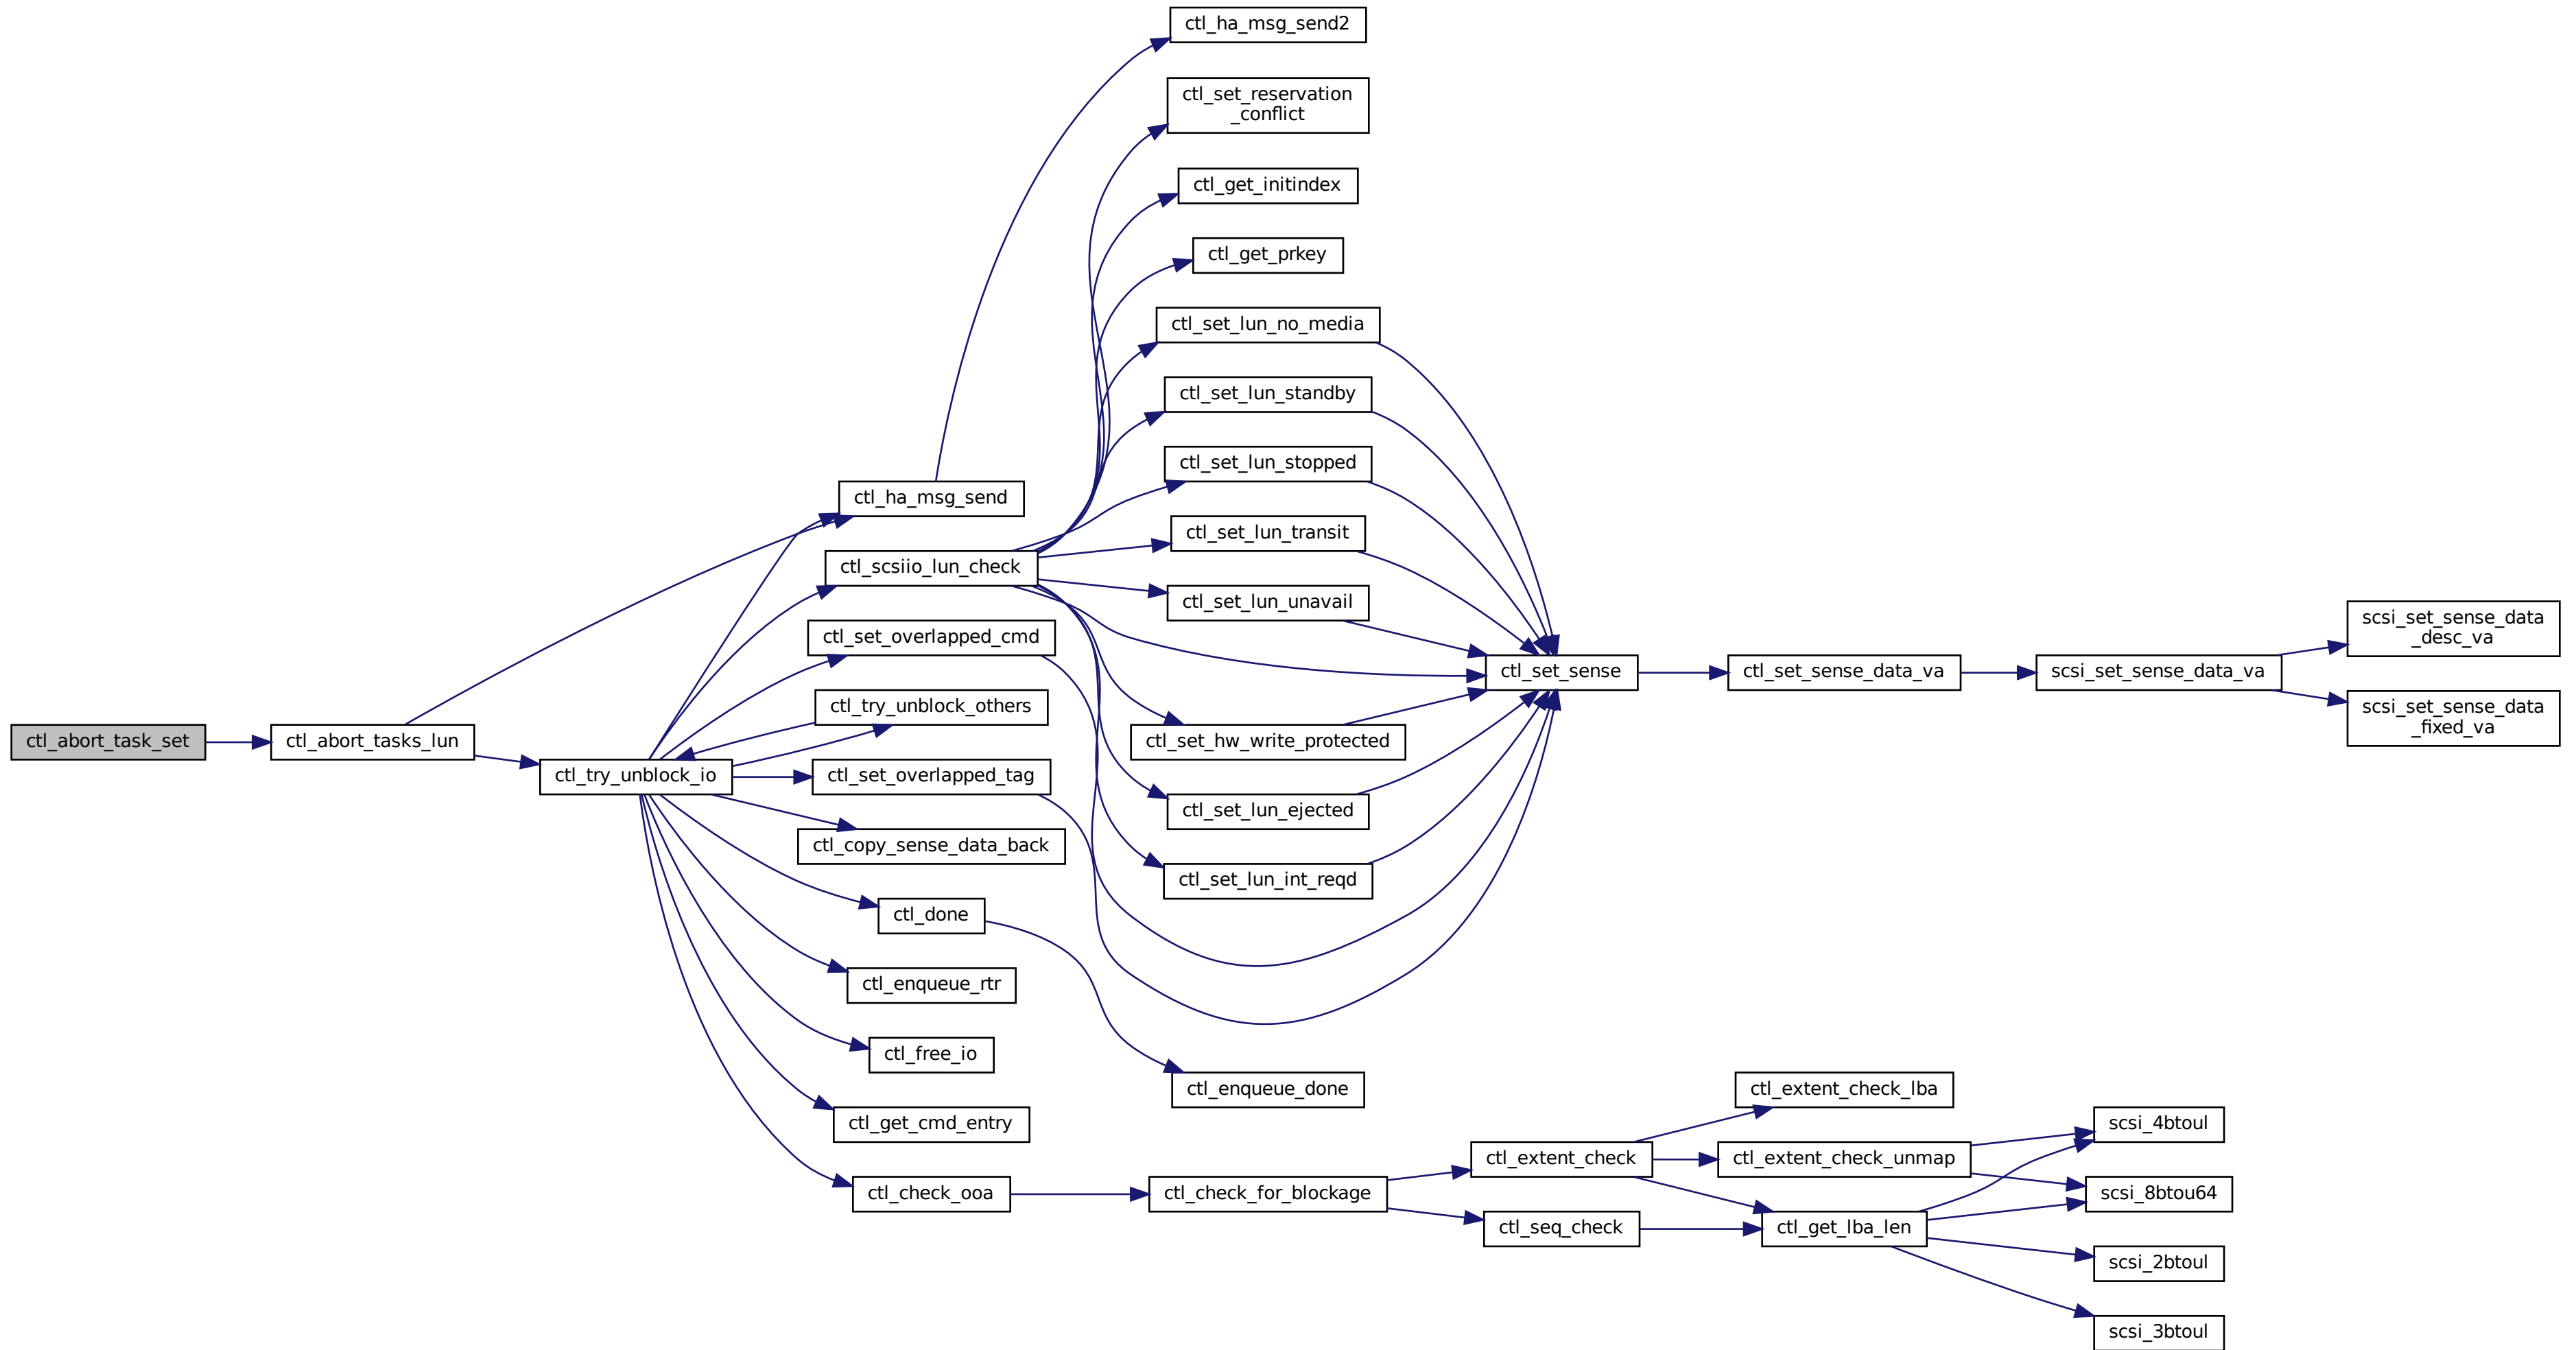 ctl_ha_msg_send2
ctl_set_reservation
_conflict
ctl_get_initindex
ctl_get_prkey
ctl_set_lun_no_media
ctl_set_lun_standby
ctl_set_lun_stopped
ctl_ha_msg_send
ctl_set_lun_transit
ctl_scsiio_lun_check
ctl_set_lun_unavail
scsi_set_sense_data
_desc_va
ctl_set_overlapped_cmd
ctl_set_sense
ctl_set_sense_data_va
scsi_set_sense_data_va
ctl_try_unblock_others
scsi_set_sense_data
_fixed_va
ctl_abort_task_set
ctl_abort_tasks_lun
ctl_set_hw_write_protected
ctl_try_unblock_io
ctl_set_overlapped_tag
ctl_set_lun_ejected
ctl_copy_sense_data_back
ctl_set_lun_int_reqd
ctl_done
ctl_enqueue_rtr
ctl_free_io
ctl_enqueue_done
ctl_extent_check_lba
ctl_get_cmd_entry
scsi_4btoul
ctl_extent_check
ctl_extent_check_unmap
ctl_check_ooa
ctl_check_for_blockage
scsi_8btou64
ctl_seq_check
ctl_get_lba_len
scsi_2btoul
scsi_3btoul